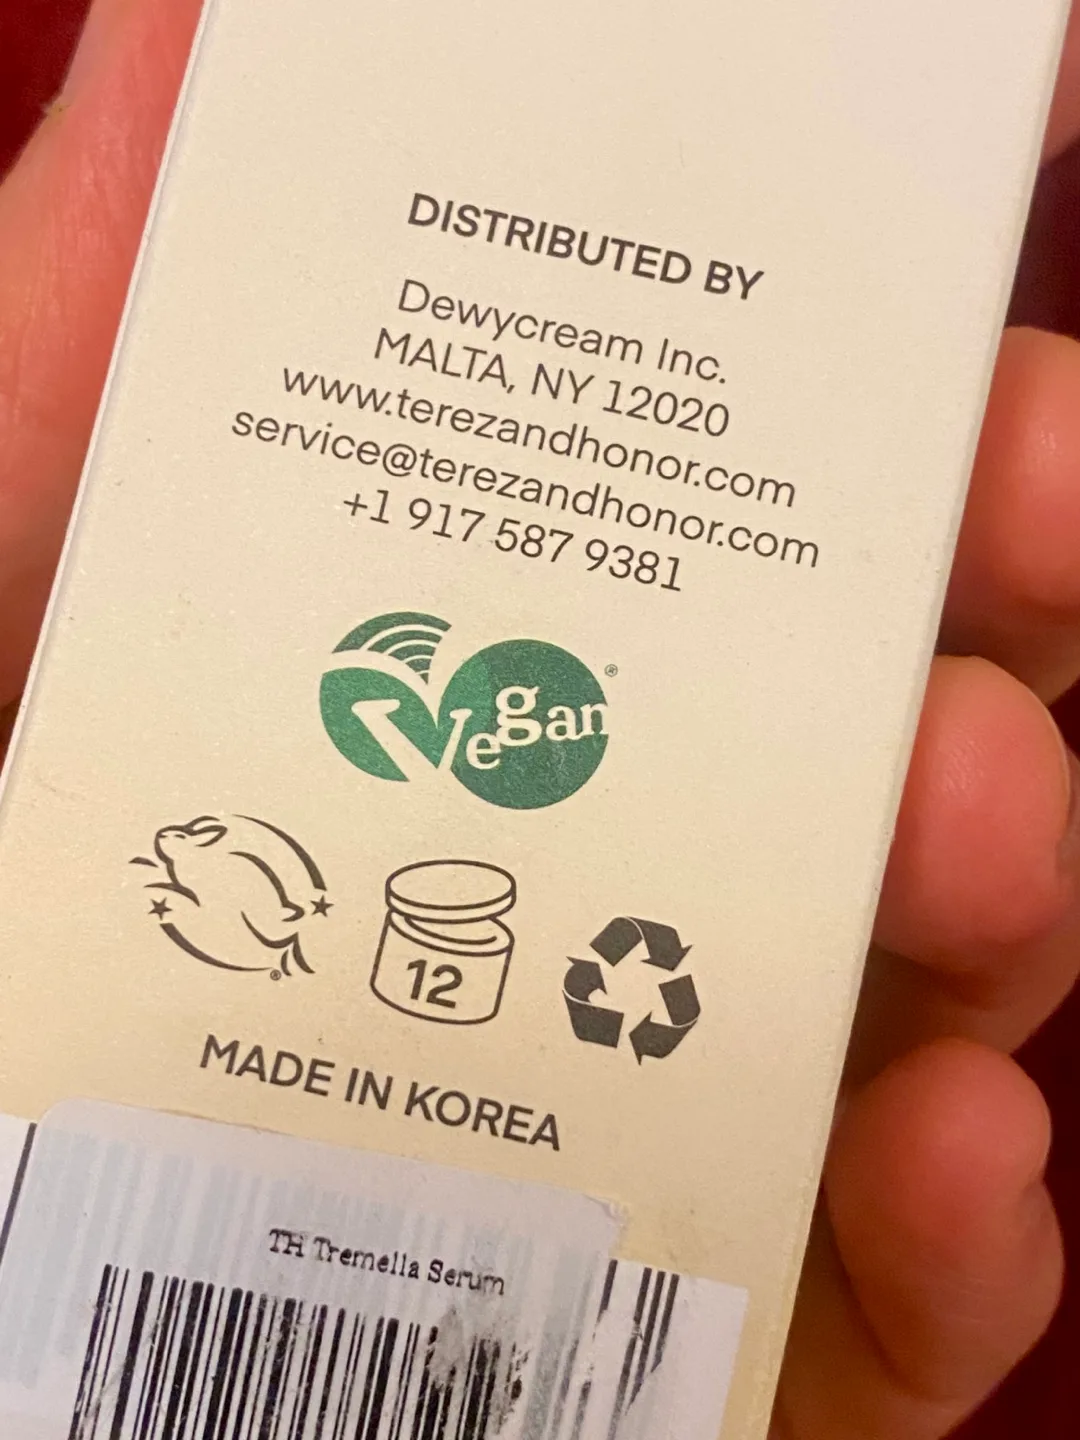 DISTRIBUTED BY
Dewycream Inc.
MALTA, NY 12020
www.terezandhonor.com
service@terezandhonor.com
+1 917 587 9381
Vegan®
®
12
MADE IN KOREA
TH Tremella Serum